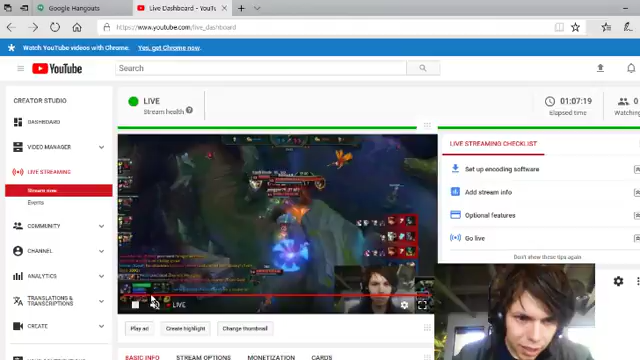 Google Hangouts
Live Dashboard - YouTu
https://www.youtube.com/live_dashboard
Watch YouTube videos with Chrome. Yes, get Chrome now.
YouTube
Search
CREATOR STUDIO
DASHBOARD
VIDEO MANAGER
LIVE STREAMING
Stream now
Events
COMMUNITY
CHANNEL
ANALYTICS
TRANSLATIONS &
TRANSCRIPTIONS
CREATE
LIVE
Stream health
01:07:19
Elapsed time
0
Watching
LIVE
Play ad
Create highlight
Change thumbnail
BASIC INFO
STREAM OPTIONS
MONETIZATION
CARDS
LIVE STREAMING CHECKLIST
Set up encoding software
Add stream info
Optional features
Go live
Don't show these tips again